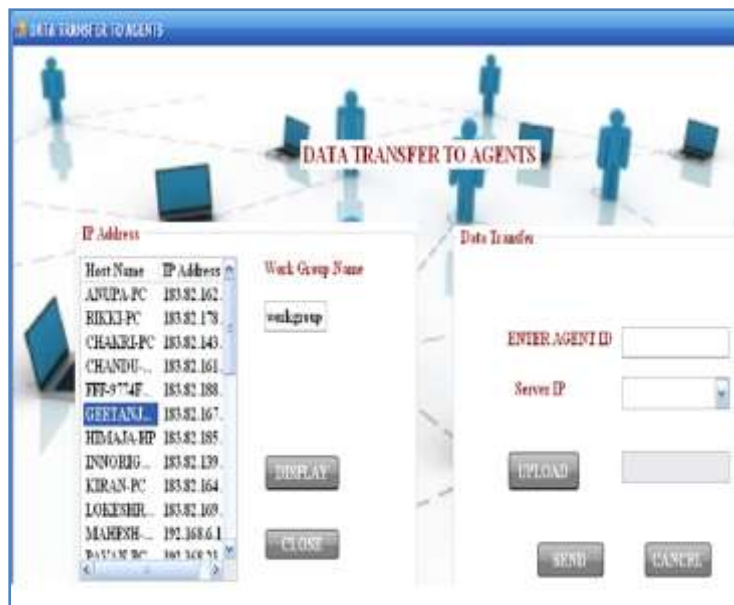 DATA TRANSFER TO AGENTS
DATA TRANSFER TO AGENTS
IP Address
Host Name IP Address
ANUPA-PC 183.82.162.
RIKKI-PC 183.82.178.
CHAKRI-PC 183.82.143.
CHANDU-... 183.82.161.
FFF-9774F... 183.82.188.
GEETANJ... 183.82.167.
HIMAJA-HP 183.82.185.
INNORIG... 183.82.139.
KIRAN-PC 183.82.164.
LOKESHR... 183.82.169.
MAHESH-... 192.168.6.1
PAVAN-PC
Work Group Name
workgroup
DISPLAY
CLOSE
Data Transfer
ENTER AGENT ID
Server IP
UPLOAD
SEND CANCEL